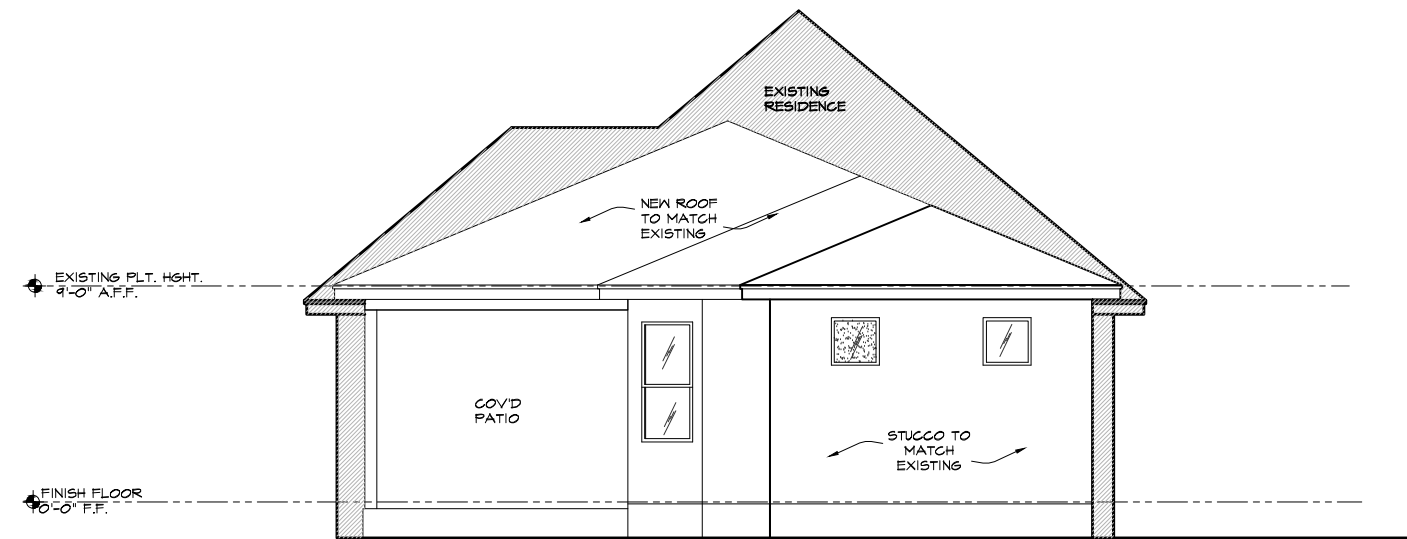 EXISTING
RESIDENCE
NEW ROOF
TO MATCH
EXISTING
EXISTING PLT. HGHT.
9'-0" A.F.F.
COV'D
PATIO
STUCCO TO
MATCH
EXISTING
FINISH FLOOR
0'-0" F.F.